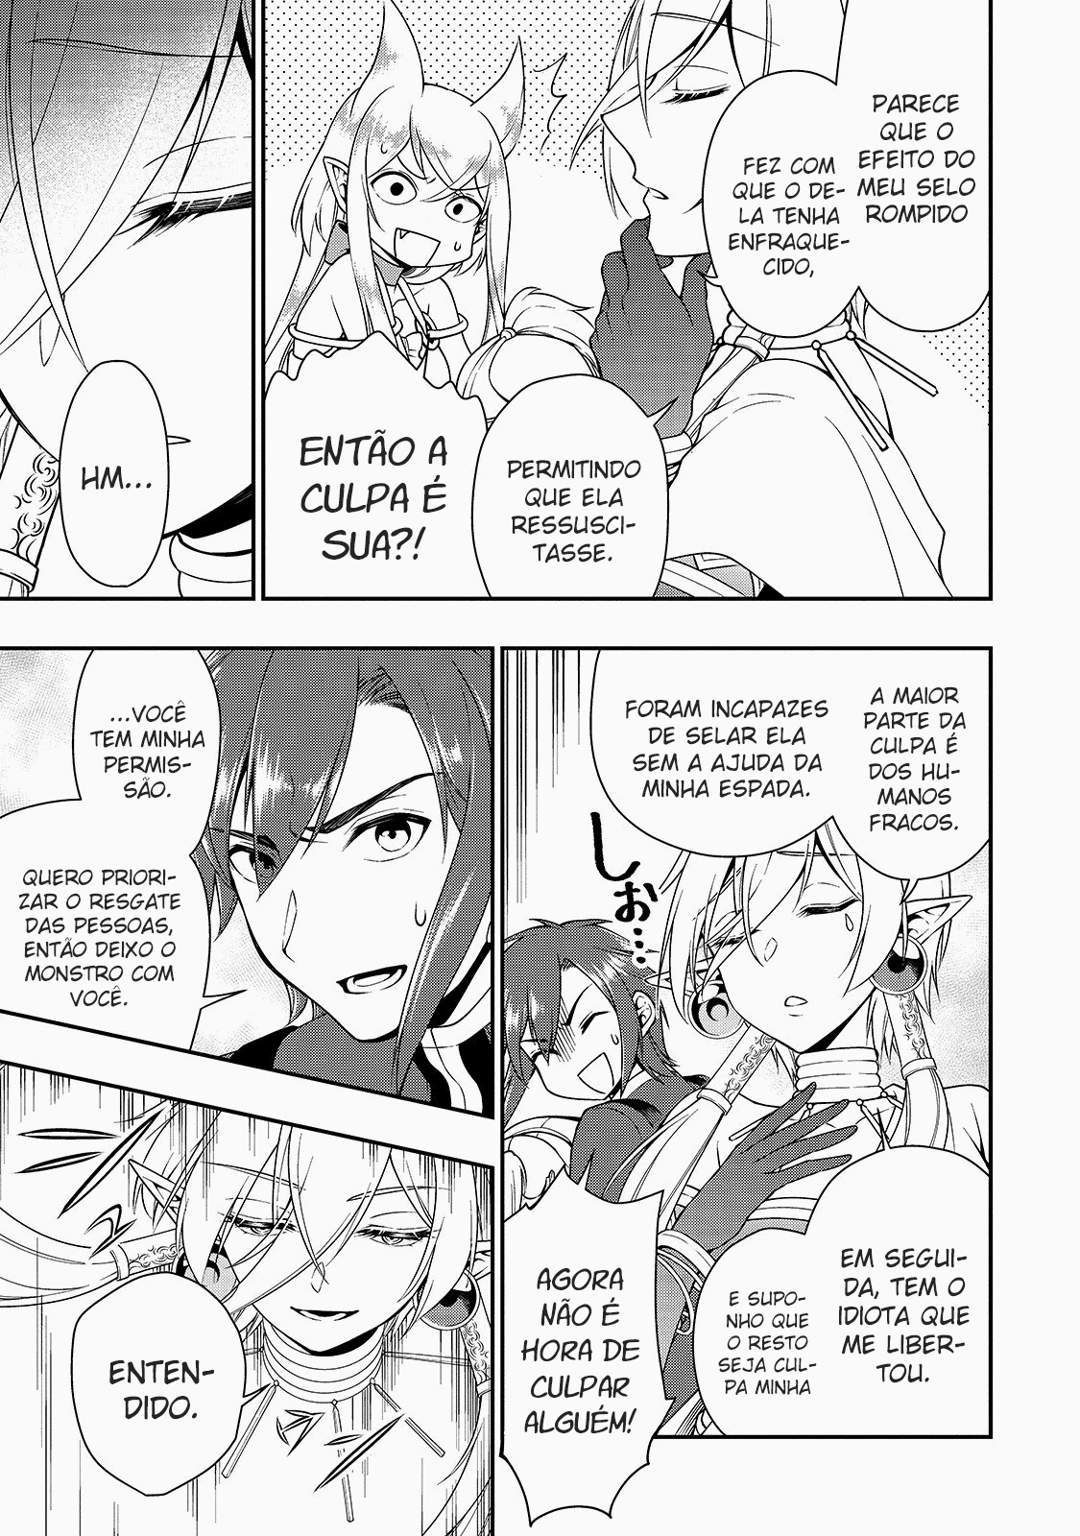 PARECE
QUE O
EFEITO DO
MEU SELO
ROMPIDO
FEZ COM
QUE O DE-
LA TENHA
ENFRAQUE-
CIDO,
PERMITINDO
QUE ELA
RESSUSCI-
TASSE.
ENTÃO A
CULPA É
SUA?!
HM...
A MAIOR
PARTE DA
CULPA É
DOS HU-
MANOS
FRACOS.
FORAM INCAPAZES
DE SELAR ELA
SEM A AJUDA DA
MINHA ESPADA.
しお…
EM SEGUI-
DA, TEM O
IDIOTA QUE
ME LIBER-
TOU.
E SUPO-
NHO QUE
O RESTO
SEJA CUL-
PA MINHA
AGORA
NÃO É
HORA DE
CULPAR
ALGUÉM!
...VOCÊ
TEM MINHA
PERMIS-
SÃO.
QUERO PRIORI-
ZAR O RESGATE
DAS PESSOAS,
ENTÃO DEIXO O
MONSTRO COM
VOCÊ.
ENTEN-
DIDO.